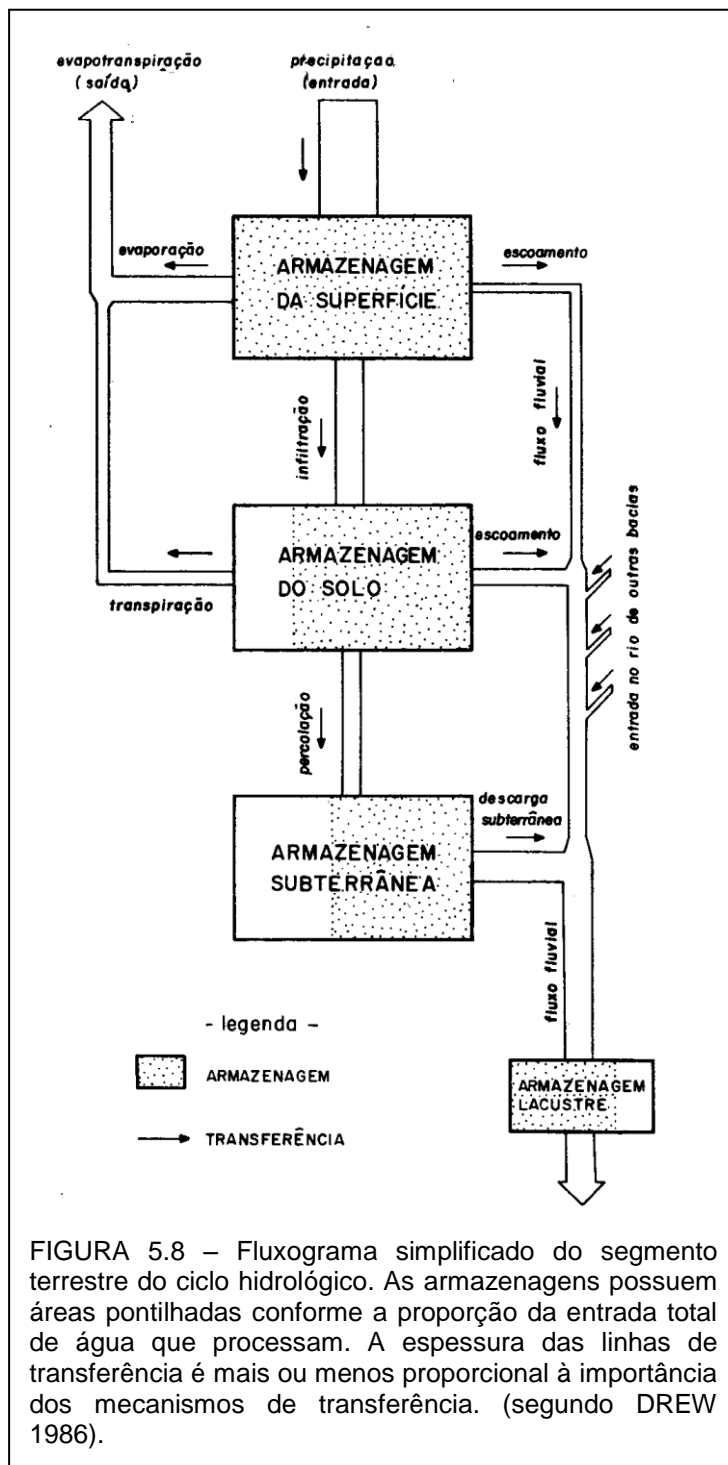 evapotranspiração
(saída)
precipitação
(entrada)
evaporação
ARMAZENAGEM
DA SUPERFÍCIE
escoamento
infiltração
fluxo fluvial
ARMAZENAGEM
DO SOLO
escoamento
transpiração
entrada no rio de outras bacias
percolação
descarga
subterrânea
ARMAZENAGEM
SUBTERRÂNEA
fluxo fluvial
- legenda -
ARMAZENAGEM
TRANSFERÊNCIA
ARMAZENAGEM
LACUSTRE
FIGURA 5.8 – Fluxograma simplificado do segmento
terrestre do ciclo hidrológico. As armazenagens possuem
áreas pontilhadas conforme a proporção da entrada total
de água que processam. A espessura das linhas de
transferência é mais ou menos proporcional à importância
dos mecanismos de transferência. (segundo DREW
1986).